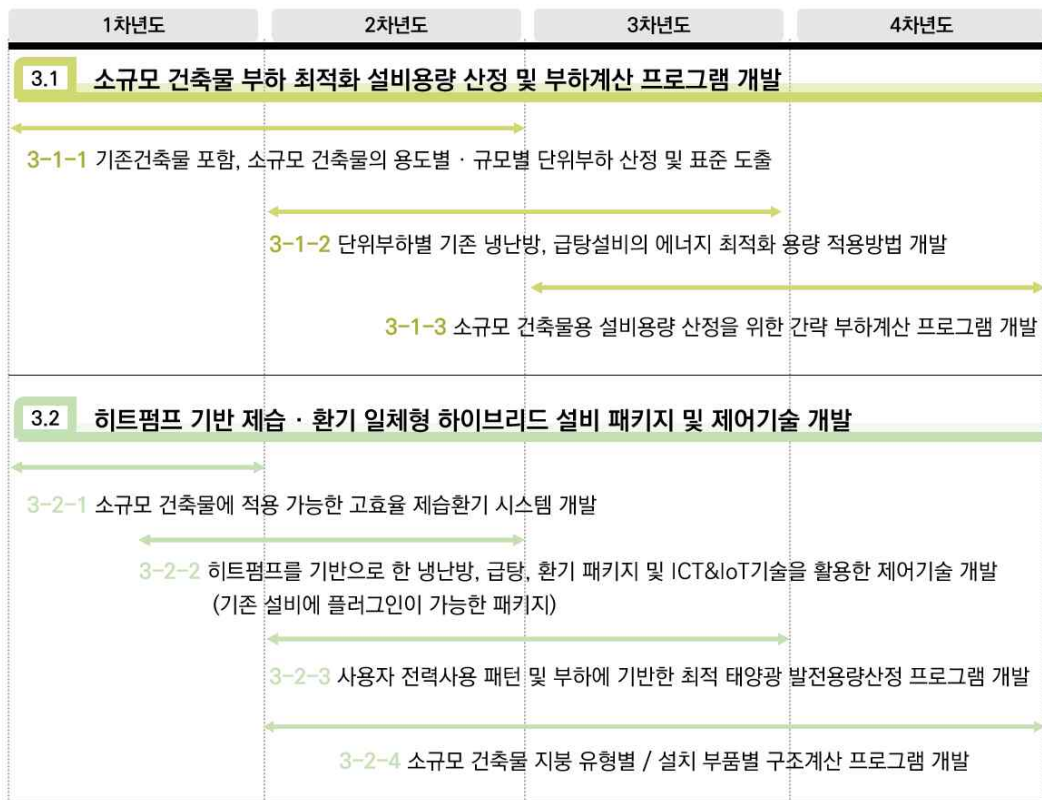 1차년도 2차년도 3차년도 4차년도
3.1 소규모 건축물 부하 최적화 설비용량 산정 및 부하계산 프로그램 개발
3-1-1 기존건축물 포함, 소규모 건축물의 용도별 · 규모별 단위부하 산정 및 표준 도출
3-1-2 단위부하별 기존 냉난방, 급탕설비의 에너지 최적화 용량 적용방법 개발
3-1-3 소규모 건축물용 설비용량 산정을 위한 간략 부하계산 프로그램 개발
3.2 히트펌프 기반 제습 · 환기 일체형 하이브리드 설비 패키지 및 제어기술 개발
3-2-1 소규모 건축물에 적용 가능한 고효율 제습환기 시스템 개발
3-2-2 히트펌프를 기반으로 한 냉난방, 급탕, 환기 패키지 및 ICT&IoT기술을 활용한 제어기술 개발
(기존 설비에 플러그인이 가능한 패키지)
3-2-3 사용자 전력사용 패턴 및 부하에 기반한 최적 태양광 발전용량산정 프로그램 개발
3-2-4 소규모 건축물 지붕 유형별 / 설치 부품별 구조계산 프로그램 개발